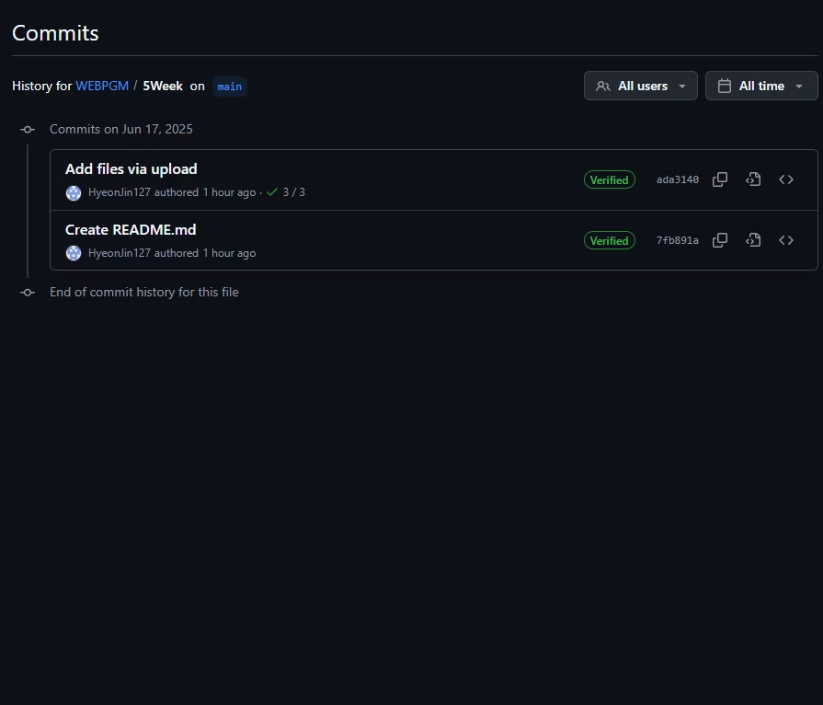 Commits
History for WEBPGM / 5Week on main
All users
All time
Commits on Jun 17, 2025
Add files via upload
HyeonJin127 authored 1 hour ago · 3 / 3
Verified
ada3140
Create README.md
HyeonJin127 authored 1 hour ago
Verified
7fb891a
End of commit history for this file